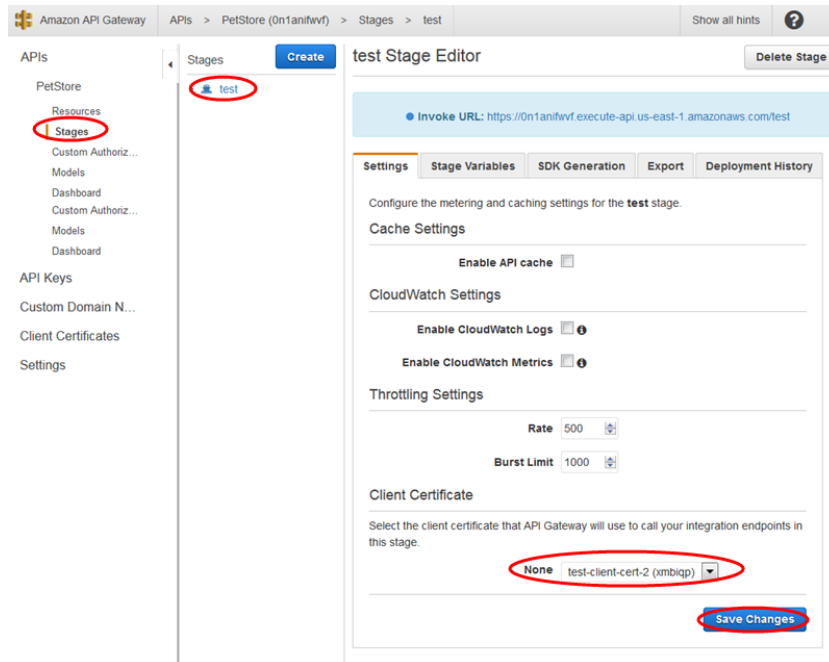 Amazon API Gateway
APIs > PetStore (0n1anifwvf) > Stages > test
Show all hints
?
APIs
PetStore
Resources
Stages
Custom Authoriz...
Models
Dashboard
Custom Authoriz...
Models
Dashboard
API Keys
Custom Domain N...
Client Certificates
Settings
Stages
Create
test
test Stage Editor
Delete Stage
Invoke URL: https://0n1anifwvf.execute-api.us-east-1.amazonaws.com/test
Settings
Stage Variables
SDK Generation
Export
Deployment History
Configure the metering and caching settings for the test stage.
Cache Settings
Enable API cache
CloudWatch Settings
Enable CloudWatch Logs
Enable CloudWatch Metrics
Throttling Settings
Rate 500
Burst Limit 1000
Client Certificate
Select the client certificate that API Gateway will use to call your integration endpoints in
this stage.
None test-client-cert-2 (xmbiqp)
Save Changes